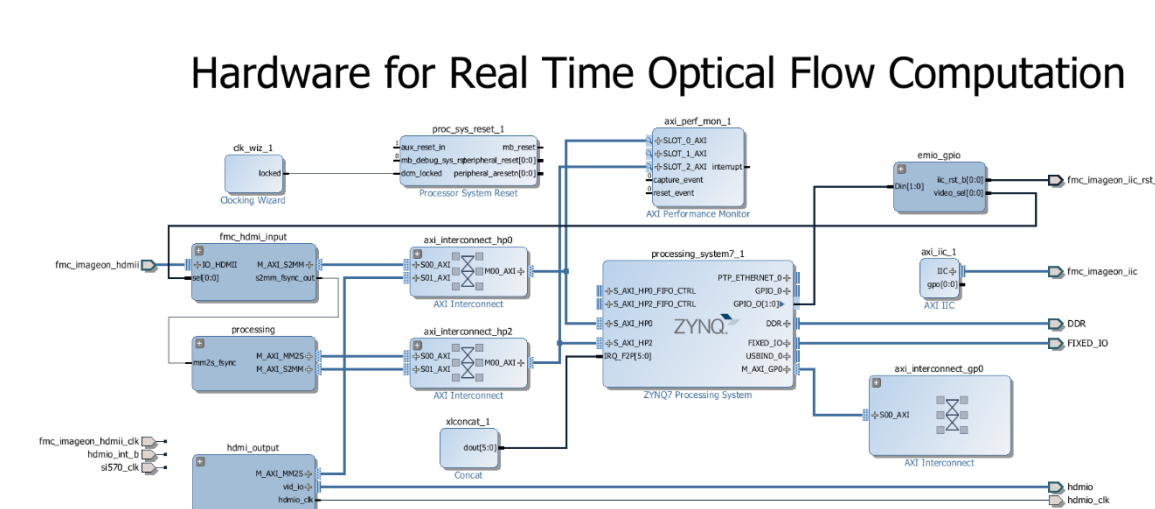 Hardware for Real Time Optical Flow Computation
clk_wiz_1
locked
Clocking Wizard
proc_sys_reset_1
aux_reset_in
mb_debug_sys_rst
dcm_locked
mb_reset
peripheral_reset[0:0]
peripheral_aresetn[0:0]
Processor System Reset
axi_perf_mon_1
SLOT_0_AXI
SLOT_1_AXI
SLOT_2_AXI
capture_event
reset_event
interrupt
AXI Performance Monitor
emio_gpio
Din[1:0]
iic_rst_b[0:0]
video_sel[0:0]
fmc_imageon_iic_rst_
fmc_imageon_hdmii
fmc_hdmi_input
IO_HDMII
sel[0:0]
M_AXI_S2MM
s2mm_fsync_out
axi_interconnect_hp0
S00_AXI
S01_AXI
M00_AXI
AXI Interconnect
processing
mm2s_fsync
M_AXI_MM2S
M_AXI_S2MM
axi_interconnect_hp2
S00_AXI
S01_AXI
M00_AXI
AXI Interconnect
processing_system7_1
S_AXI_HP0_FIFO_CTRL
S_AXI_HP2_FIFO_CTRL
S_AXI_HP0
S_AXI_HP2
IRQ_F2P[5:0]
ZYNQ
PTP_ETHERNET_0
GPIO_0
GPIO_O[1:0]
DDR
FIXED_IO
USBIND_0
M_AXI_GP0
ZYNQ7 Processing System
axi_iic_1
IIC
gpo[0:0]
AXI IIC
fmc_imageon_iic
DDR
FIXED_IO
axi_interconnect_gp0
S00_AXI
AXI Interconnect
xlconcat_1
dout[5:0]
Concat
fmc_imageon_hdmii_clk
hdmio_int_b
si570_clk
hdmi_output
M_AXI_MM2S
vid_io
hdmio_clk
hdmio
hdmio_clk